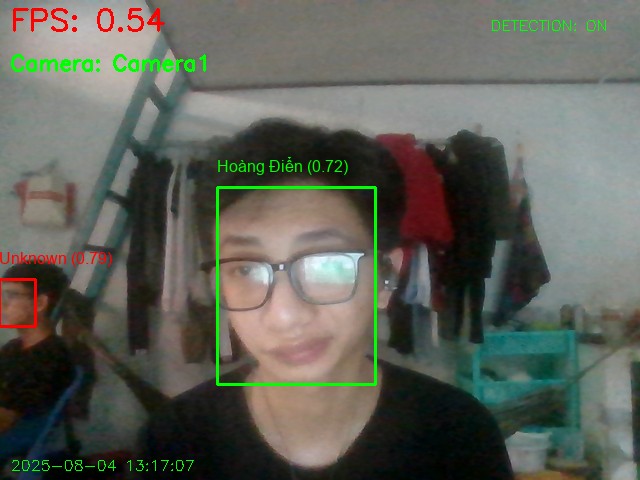 FPS: 0.54
DETECTION: ON
Camera: Camera1
Hoàng Điển (0.72)
Unknown (0.79)
2025-08-04 13:17:07